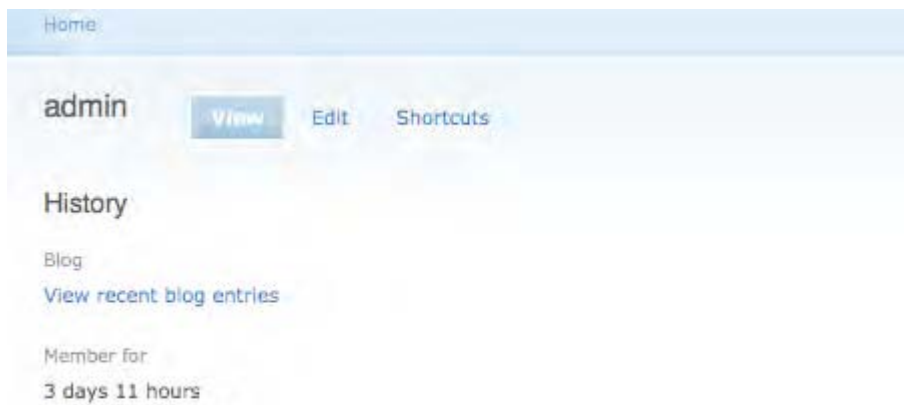 Home
admin View Edit Shortcuts
History
Blog
View recent blog entries
Member for
3 days 11 hours